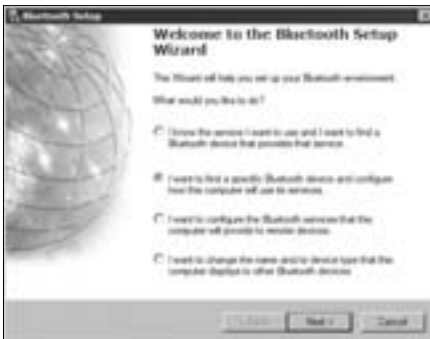 Bluetooth Setup
Welcome to the Bluetooth Setup
Wizard
This Wizard will help you set up your Bluetooth environment.
What would you like to do?
I know the service I want to use and I want to find a
Bluetooth device that provides that service.
I want to find a specific Bluetooth device and configure
how this computer will use its services.
I want to configure the Bluetooth services that this
computer will provide to remote devices.
I want to change the name and/or device type that this
computer displays to other Bluetooth devices.
Next >
Cancel